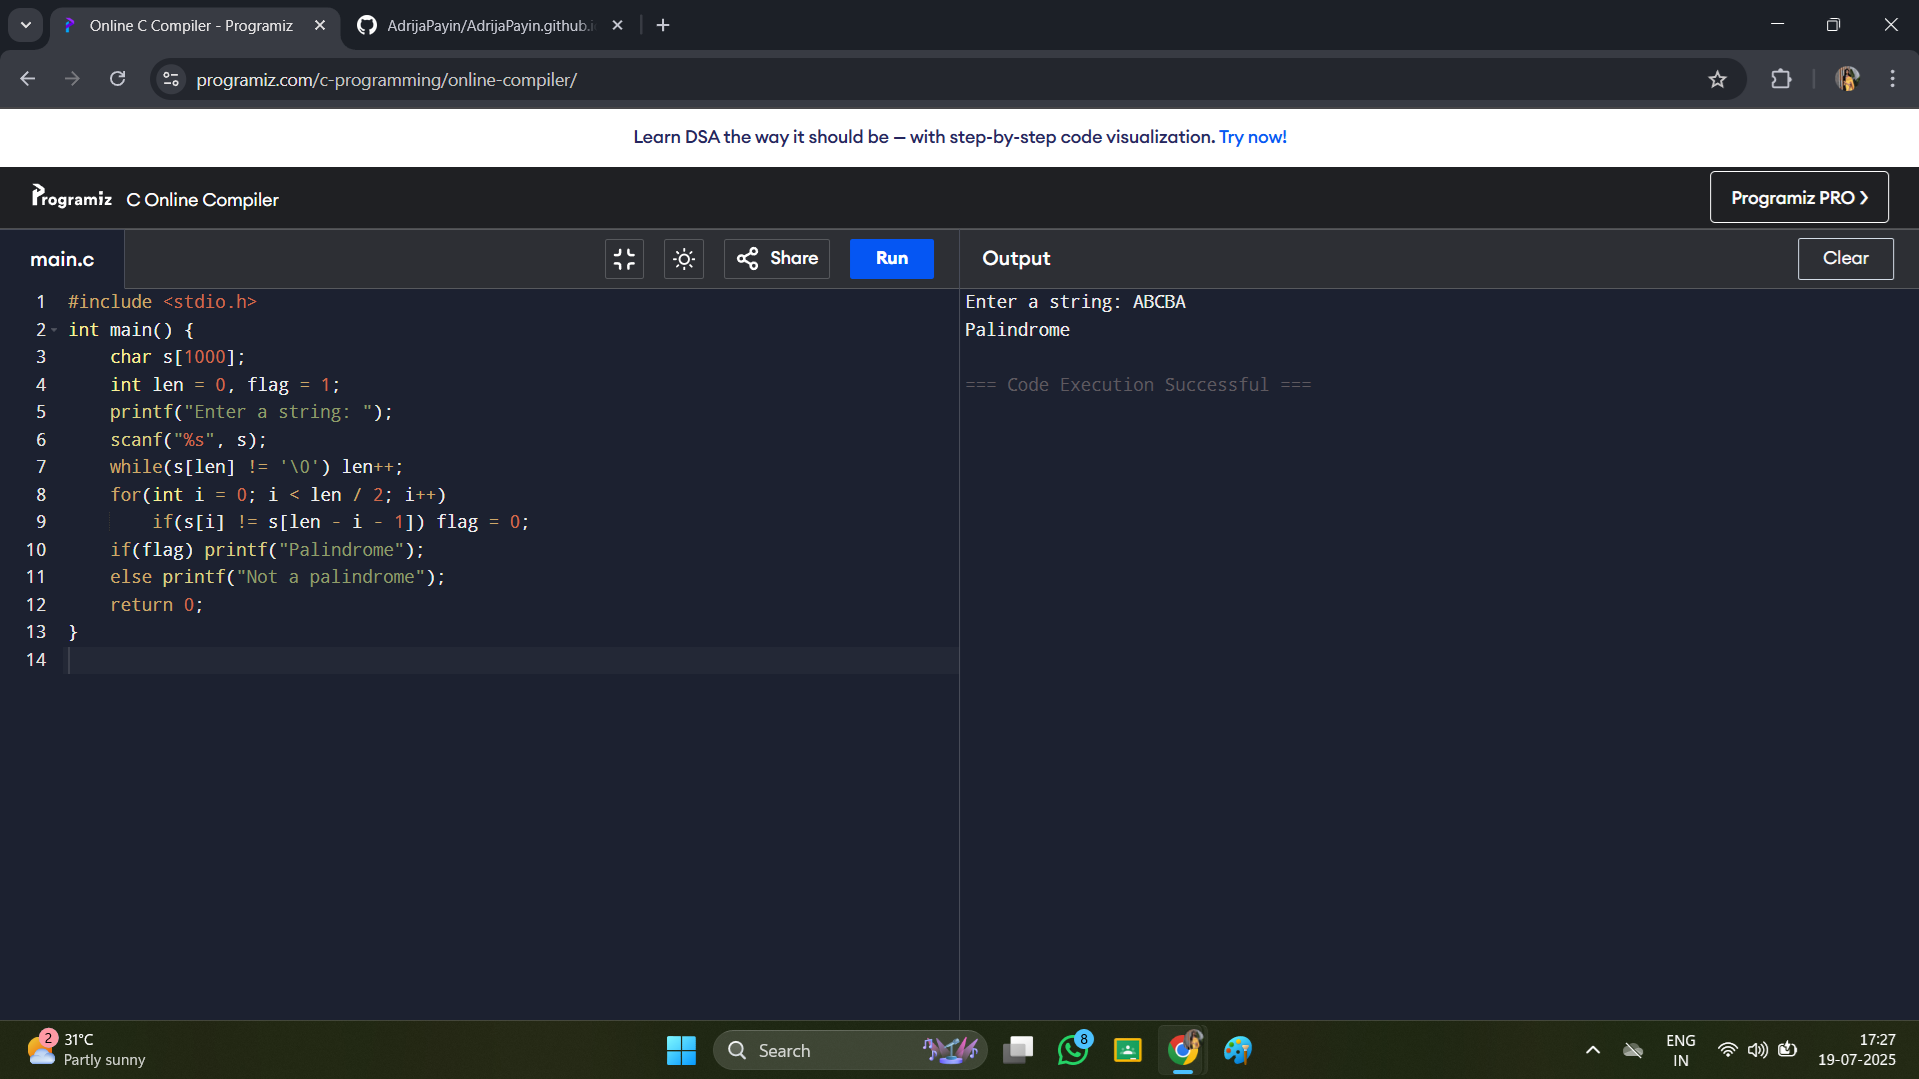 Online C Compiler - Programiz
AdrijaPayin/AdrijaPayin.github.i
programiz.com/c-programming/online-compiler/
Learn DSA the way it should be — with step-by-step code visualization. Try now!
Programiz C Online Compiler
Programiz PRO
main.c
Share
Run
Output
Clear
1 #include <stdio.h>
2 int main() {
3     char s[1000];
4     int len = 0, flag = 1;
5     printf("Enter a string: ");
6     scanf("%s", s);
7     while(s[len] != '\0') len++;
8     for(int i = 0; i < len / 2; i++)
9         if(s[i] != s[len - i - 1]) flag = 0;
10     if(flag) printf("Palindrome");
11     else printf("Not a palindrome");
12     return 0;
13 }
14
Enter a string: ABCBA
Palindrome
=== Code Execution Successful ===
2
31°C
Partly sunny
Search
8
ENG
IN
17:27
19-07-2025